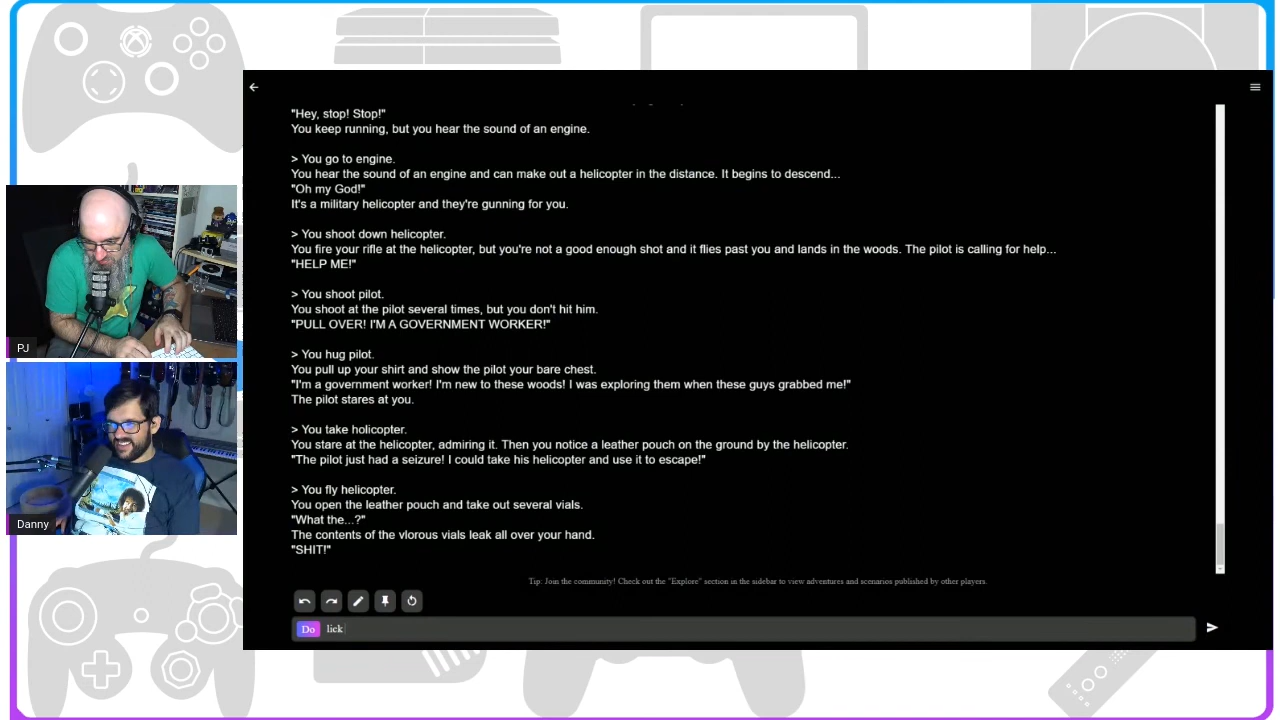 "Hey, stop! Stop!"
You keep running, but you hear the sound of an engine.
> You go to engine.
You hear the sound of an engine and can make out a helicopter in the distance. It begins to descend...
"Oh my God!"
It's a military helicopter and they're gunning for you.
> You shoot down helicopter.
You fire your rifle at the helicopter, but you're not a good enough shot and it flies past you and lands in the woods. The pilot is calling for help...
"HELP ME!"
> You shoot pilot.
You shoot at the pilot several times, but you don't hit him.
"PULL OVER! I'M A GOVERNMENT WORKER!"
PJ
> You hug pilot.
You pull up your shirt and show the pilot your bare chest.
"I'm a government worker! I'm new to these woods! I was exploring them when these guys grabbed me!"
The pilot stares at you.
> You take holicopter.
You stare at the helicopter, admiring it. Then you notice a leather pouch on the ground by the helicopter.
"The pilot just had a seizure! I could take his helicopter and use it to escape!"
> You fly helicopter.
You open the leather pouch and take out several vials.
"What the...?"
Danny
The contents of the vlorous vials leak all over your hand.
"SHIT!"
Tip: Join the community! Check out the "Explore" section in the sidebar to view adventures and scenarios published by other players.
Do lick